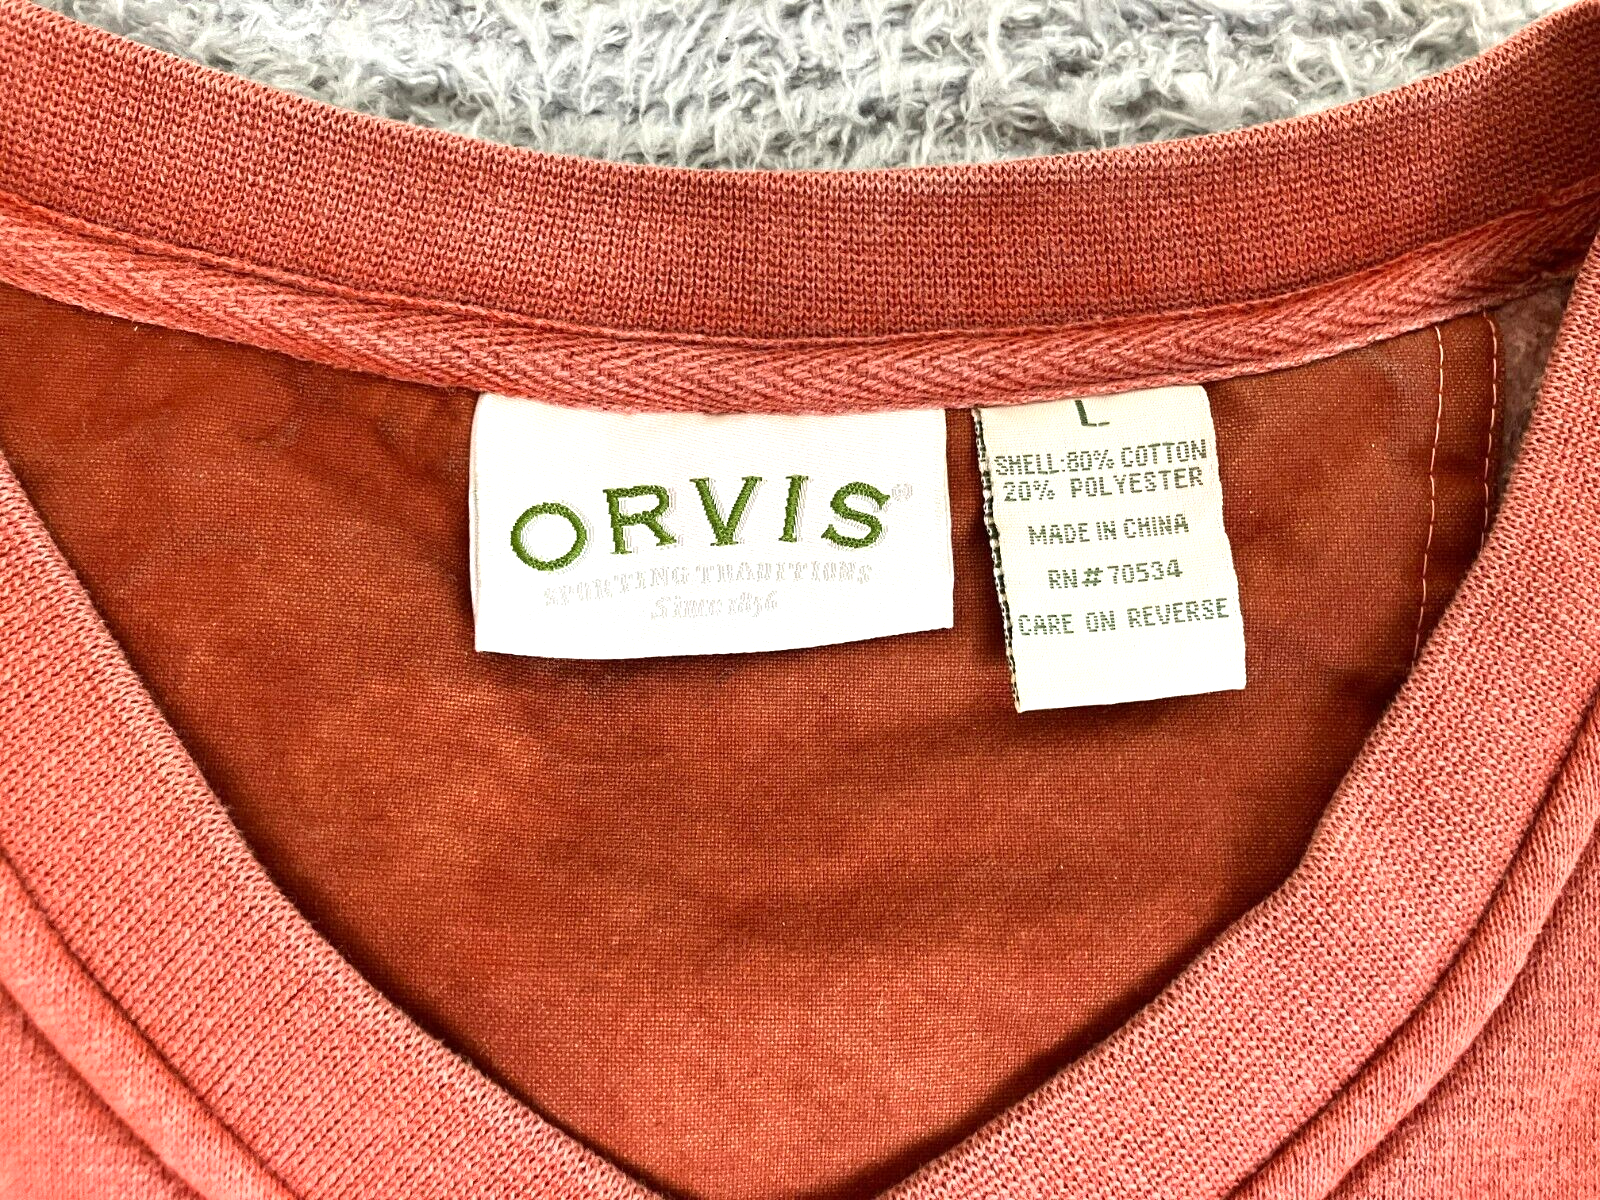 ORVIS®
SPORTING TRADITIONS
Since 1856
L
SHELL:80% COTTON
20% POLYESTER
MADE IN CHINA
RN#70534
CARE ON REVERSE